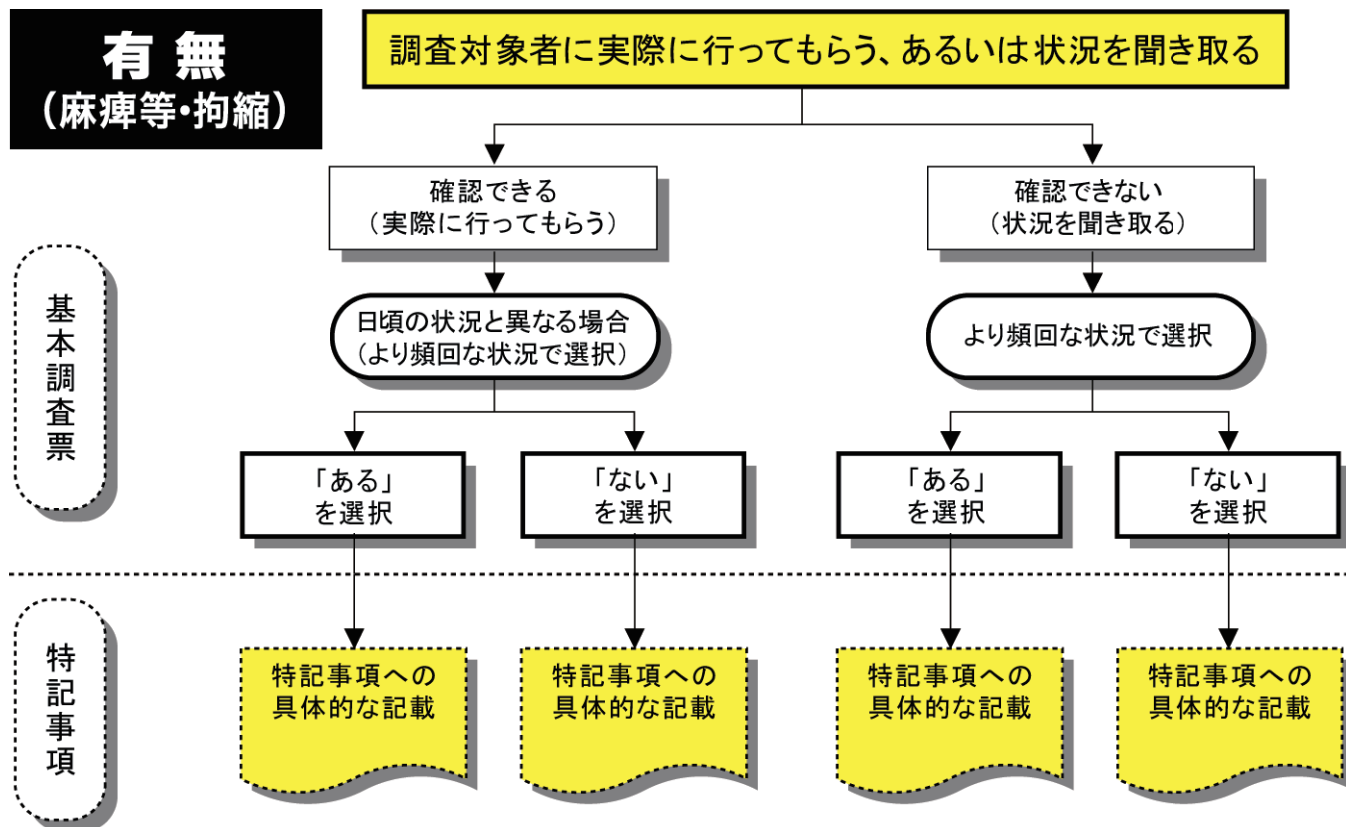 有無
（麻痺等・拘縮）
調査対象者に実際に行ってもらう、あるいは状況を聞き取る
確認できる
（実際に行ってもらう）
確認できない
（状況を聞き取る）
基本調査票
日頃の状況と異なる場合
（より頻回な状況で選択）
より頻回な状況で選択
「ある」
を選択
「ない」
を選択
「ある」
を選択
「ない」
を選択
特記事項
特記事項への
具体的な記載
特記事項への
具体的な記載
特記事項への
具体的な記載
特記事項への
具体的な記載